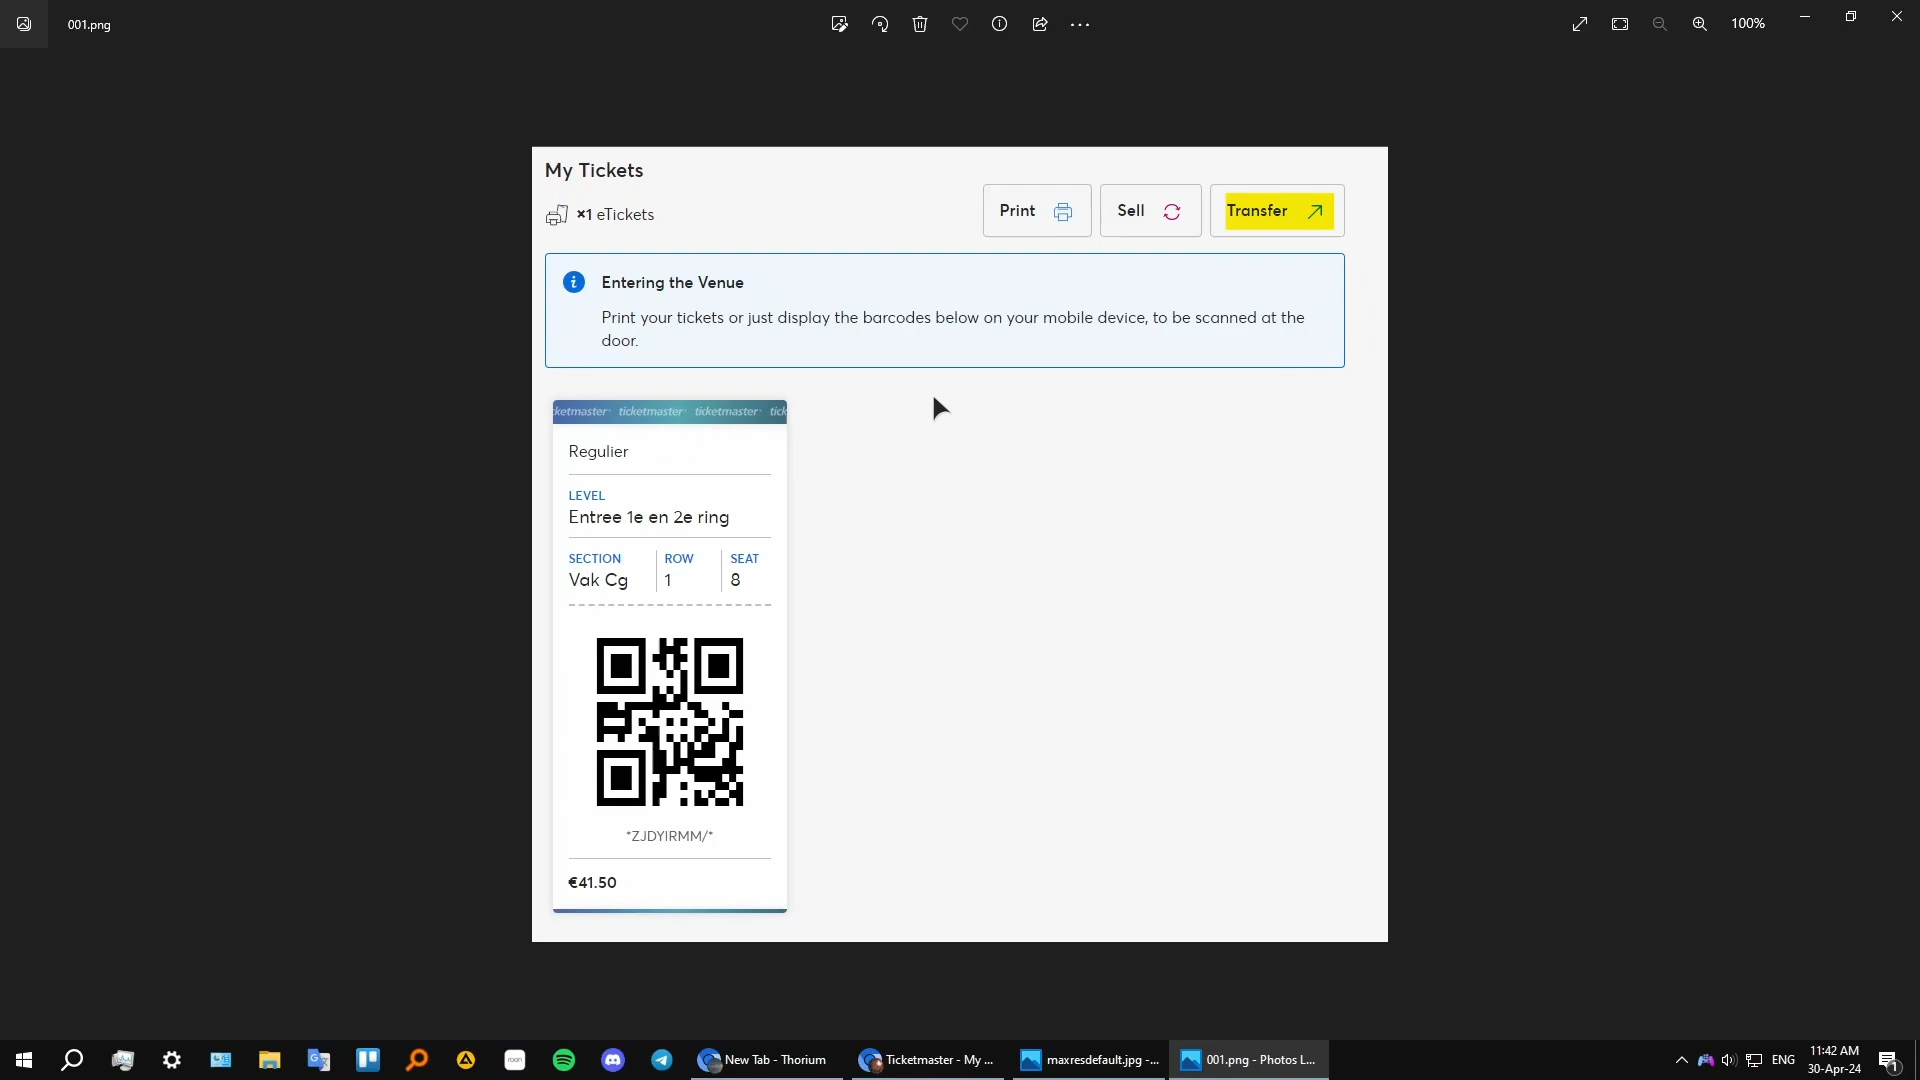 001.png
100%
My Tickets
×1 eTickets
Print
Sell
Transfer
Entering the Venue
Print your tickets or just display the barcodes below on your mobile device, to be scanned at the
door.
ticketmaster ticketmaster
Regulier
LEVEL
Entree 1e en 2e ring
SECTION ROW SEAT
Vak Cg 1 8
*ZJDYIRMM/*
€41.50
New Tab - Thorium
Ticketmaster - My ...
maxresdefault.jpg -...
001.png - Photos L...
ENG
11:42 AM
30-Apr-24
1